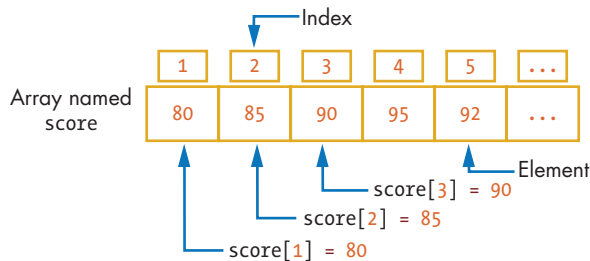 Index
1 2 3 4 5 ...
Array named
score
80 85 90 95 92 ...
Element
score[3] = 90
score[2] = 85
score[1] = 80